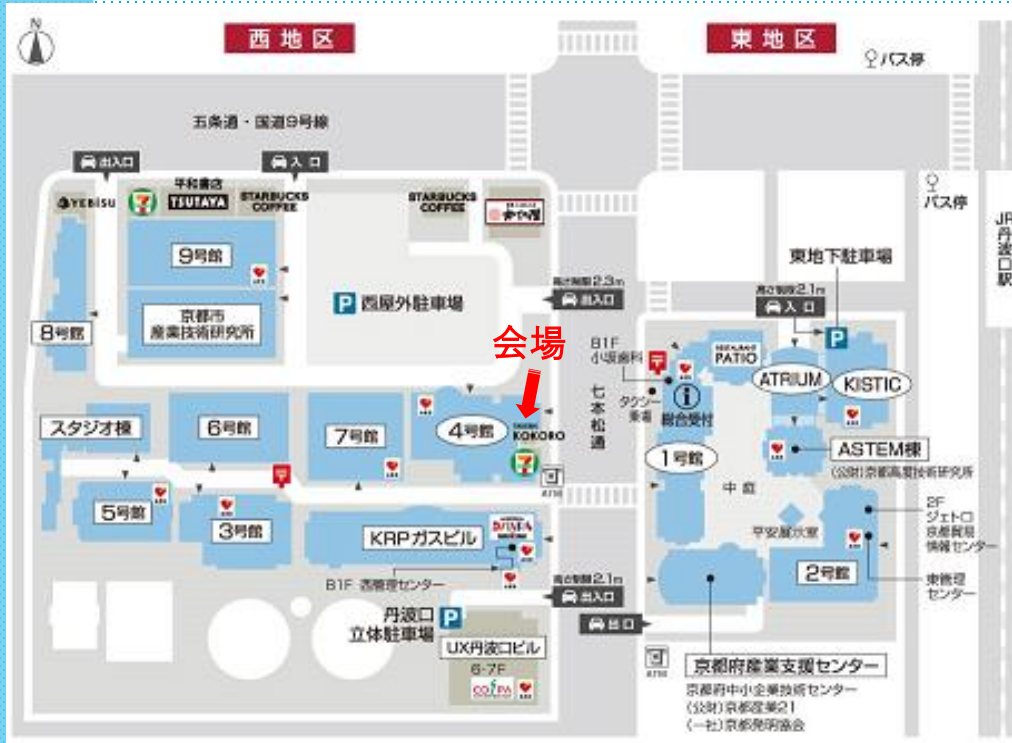 N
西地区
東地区
バス停
五条通・国道9号線
出入口
入口
YEBISU
平和書店
TSUTAYA
STARBUCKS
COFFEE
STARBUCKS
COFFEE
バス停
JR丹波口駅
9号館
京都市
産業技術研究所
8号館
P 西屋外駐車場
高さ制限2.3m
出入口
東地下駐車場
高さ制限2.1m
入口
P
会場
B1F
小坂歯科
七本松通
タクシー
乗場
総合受付
PATIO
ATRIUM
KISTIC
スタジオ棟
6号館
7号館
4号館
KOKORO
ATM
1号館
ASTEM棟
(公財)京都高度技術研究所
中庭
5号館
3号館
KRPガスビル
B1F 西管理センター
平安展示室
2号館
2F
ジェトロ
京都貿易
情報センター
東管理
センター
高さ制限2.1m
出入口
出口
丹波口
立体駐車場
P
UX丹波口ビル
6-7F
ATM
京都府産業支援センター
京都府中小企業技術センター
(公財)京都産業21
(一社)京都発明協会